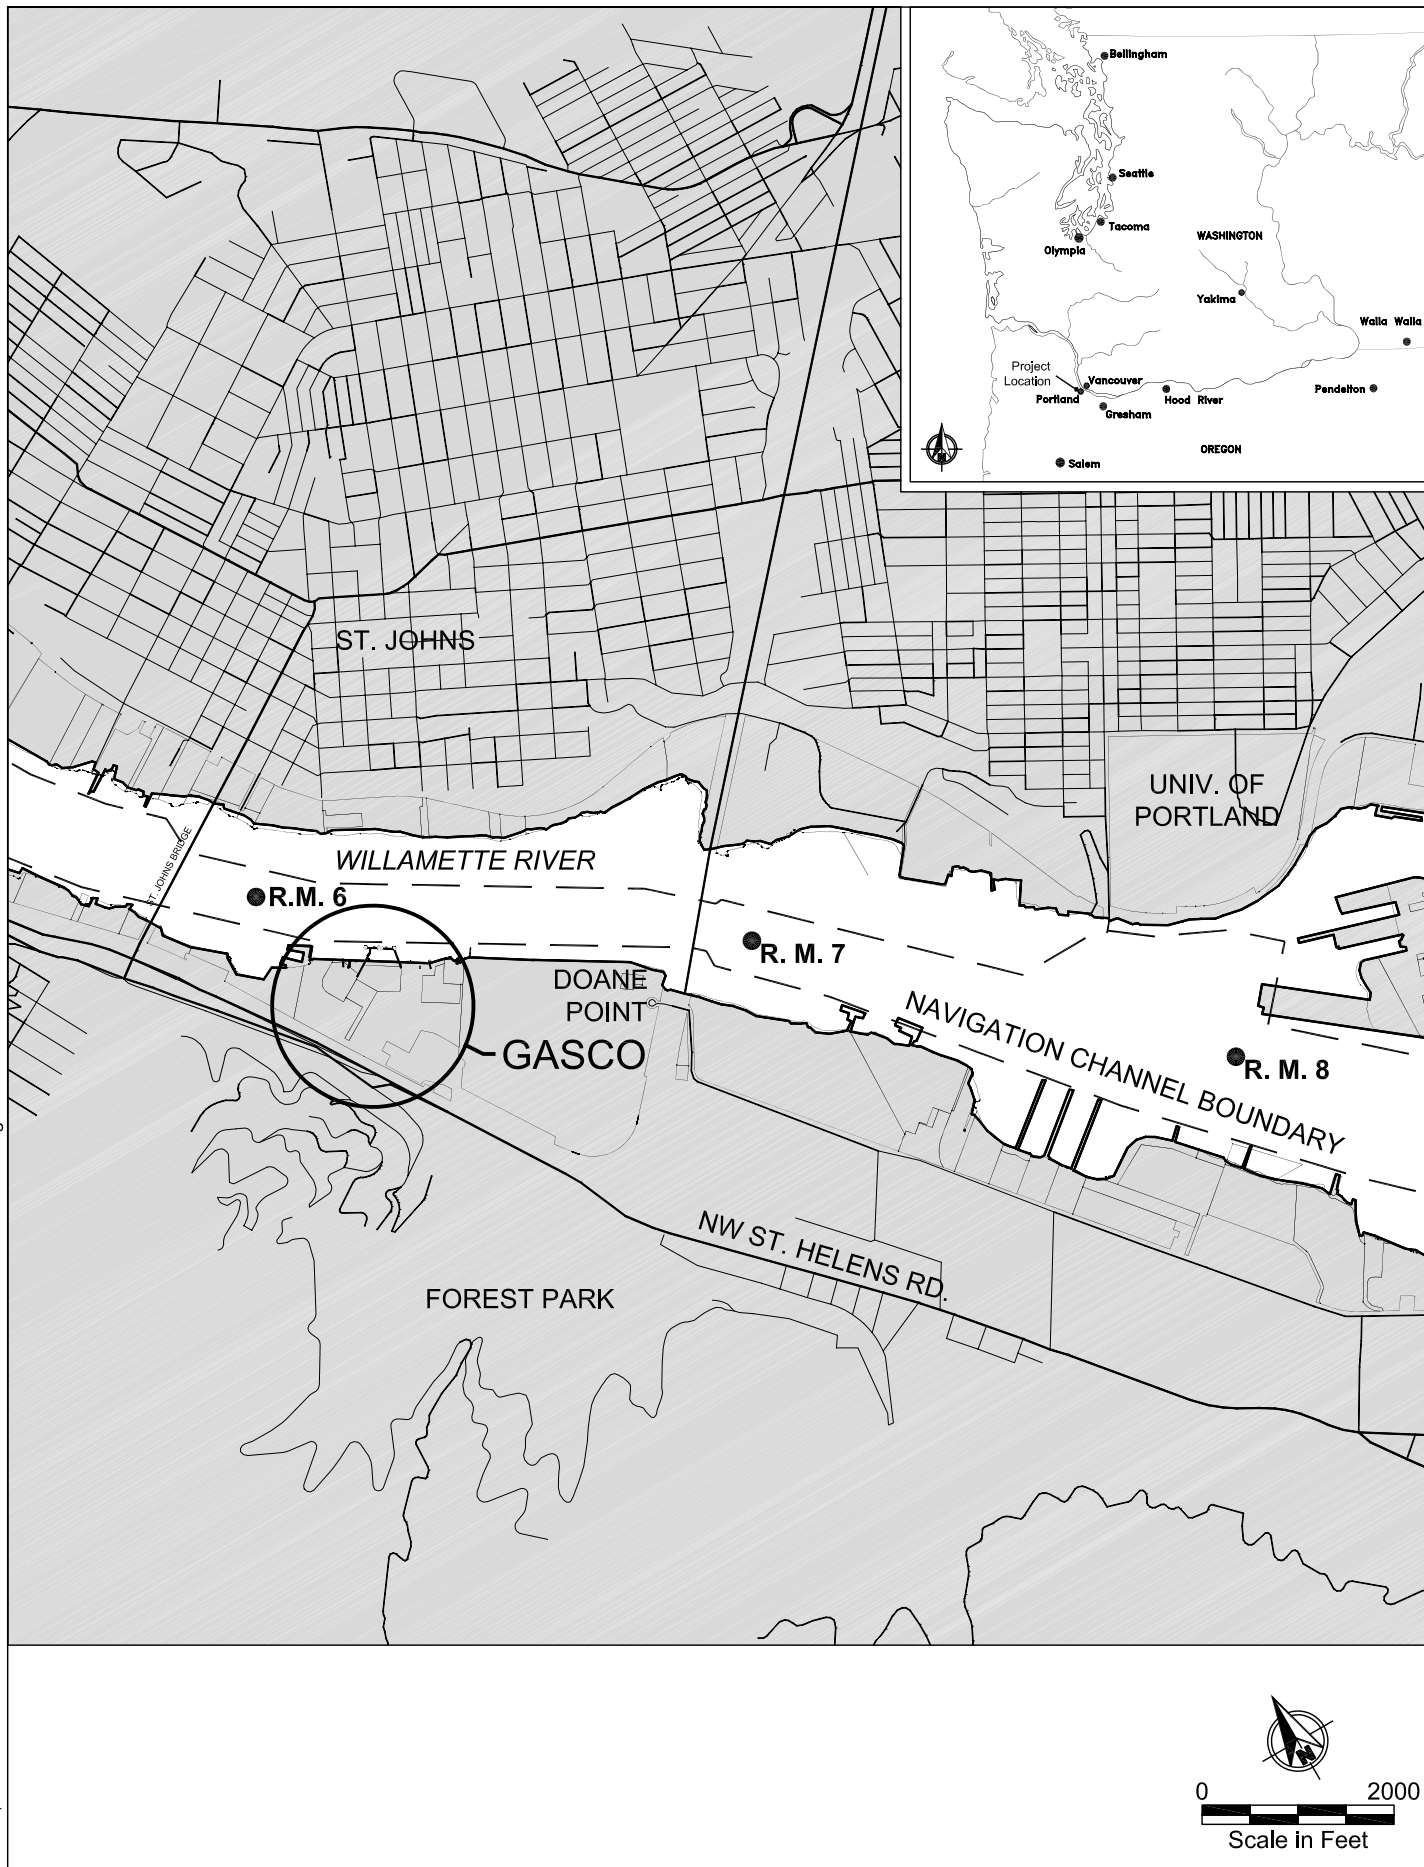 Bellingham
Seattle
Tacoma
Olympia
WASHINGTON
Yakima
Walla Walla
Project
Location
Vancouver
Portland
Hood River
Pendelton
Gresham
OREGON
Salem
N
ST. JOHNS
UNIV. OF
PORTLAND
ST. JOHNS BRIDGE
WILLAMETTE RIVER
R.M. 6
R. M. 7
DOANE
POINT
GASCO
NAVIGATION CHANNEL BOUNDARY
R. M. 8
NW ST. HELENS RD.
FOREST PARK
N
0 2000
Scale in Feet